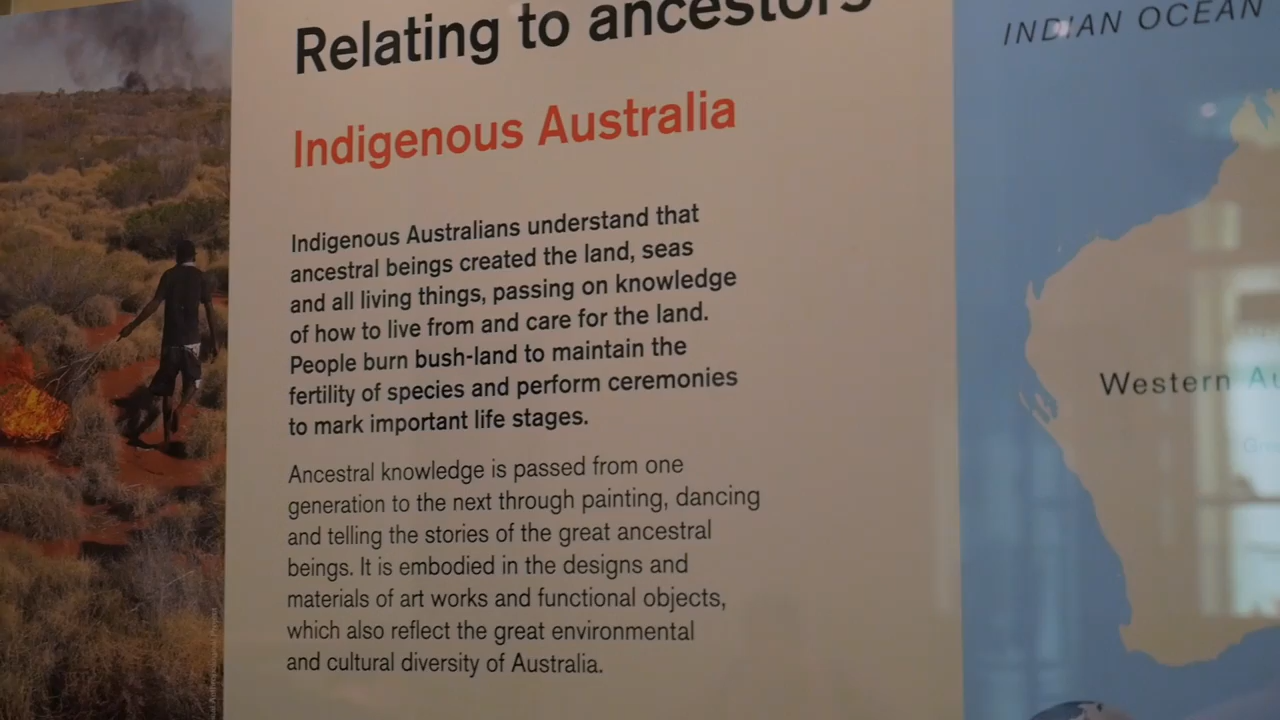 Relating to ancestors
Indigenous Australia
Indigenous Australians understand that
ancestral beings created the land, seas
and all living things, passing on knowledge
of how to live from and care for the land.
People burn bush-land to maintain the
fertility of species and perform ceremonies
to mark important life stages.
Ancestral knowledge is passed from one
generation to the next through painting, dancing
and telling the stories of the great ancestral
beings. It is embodied in the designs and
materials of art works and functional objects,
which also reflect the great environmental
and cultural diversity of Australia.
INDIAN OCEAN
Western Au